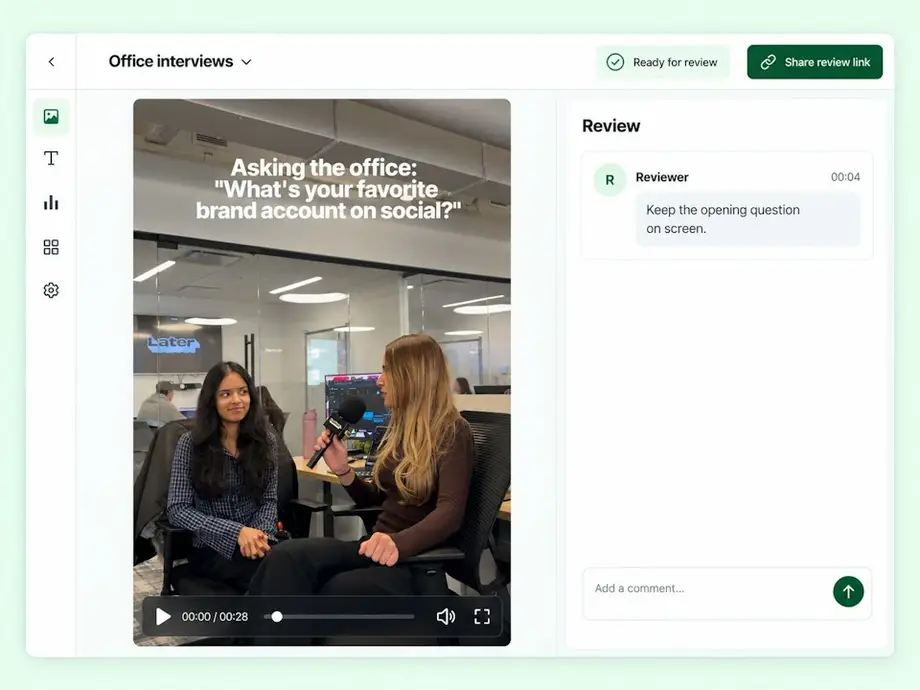 Office interviews
Ready for review
Share review link
Asking the office:
"What's your favorite
brand account on social?"
Later
00:00 / 00:28
Review
R
Reviewer
00:04
Keep the opening question
on screen.
Add a comment...